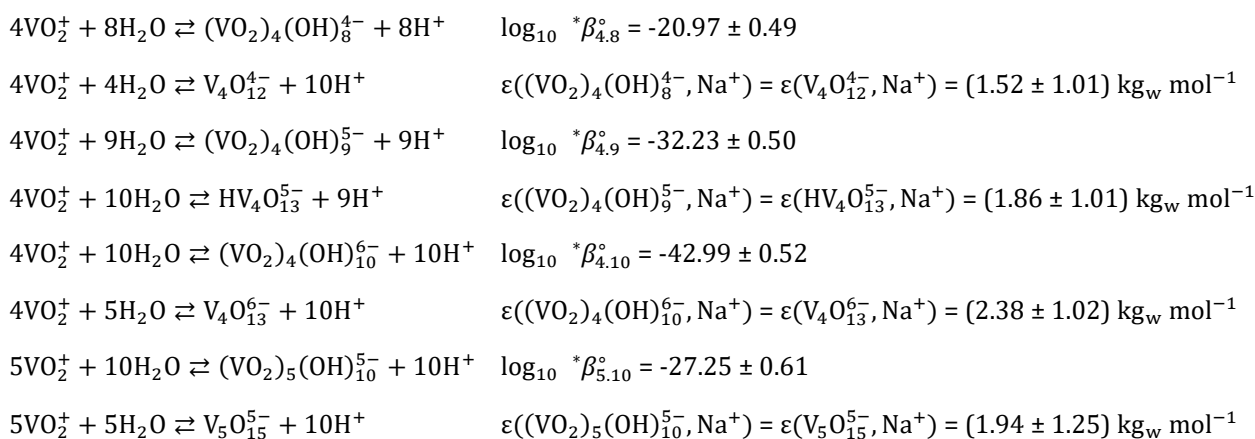 4VO₂⁺ + 8H₂O ⇄ (VO₂)₄(OH)₈⁴⁻ + 8H⁺ log₁₀ *β°₄.₈ = -20.97 ± 0.49
4VO₂⁺ + 4H₂O ⇄ V₄O₁₂⁴⁻ + 10H⁺ ε((VO₂)₄(OH)₈⁴⁻, Na⁺) = ε(V₄O₁₂⁴⁻, Na⁺) = (1.52 ± 1.01) kg_w mol⁻¹
4VO₂⁺ + 9H₂O ⇄ (VO₂)₄(OH)₉⁵⁻ + 9H⁺ log₁₀ *β°₄.₉ = -32.23 ± 0.50
4VO₂⁺ + 10H₂O ⇄ HV₄O₁₃⁵⁻ + 9H⁺ ε((VO₂)₄(OH)₉⁵⁻, Na⁺) = ε(HV₄O₁₃⁵⁻, Na⁺) = (1.86 ± 1.01) kg_w mol⁻¹
4VO₂⁺ + 10H₂O ⇄ (VO₂)₄(OH)₁₀⁶⁻ + 10H⁺ log₁₀ *β°₄.₁₀ = -42.99 ± 0.52
4VO₂⁺ + 5H₂O ⇄ V₄O₁₃⁶⁻ + 10H⁺ ε((VO₂)₄(OH)₁₀⁶⁻, Na⁺) = ε(V₄O₁₃⁶⁻, Na⁺) = (2.38 ± 1.02) kg_w mol⁻¹
5VO₂⁺ + 10H₂O ⇄ (VO₂)₅(OH)₁₀⁵⁻ + 10H⁺ log₁₀ *β°₅.₁₀ = -27.25 ± 0.61
5VO₂⁺ + 5H₂O ⇄ V₅O₁₅⁵⁻ + 10H⁺ ε((VO₂)₅(OH)₁₀⁵⁻, Na⁺) = ε(V₅O₁₅⁵⁻, Na⁺) = (1.94 ± 1.25) kg_w mol⁻¹